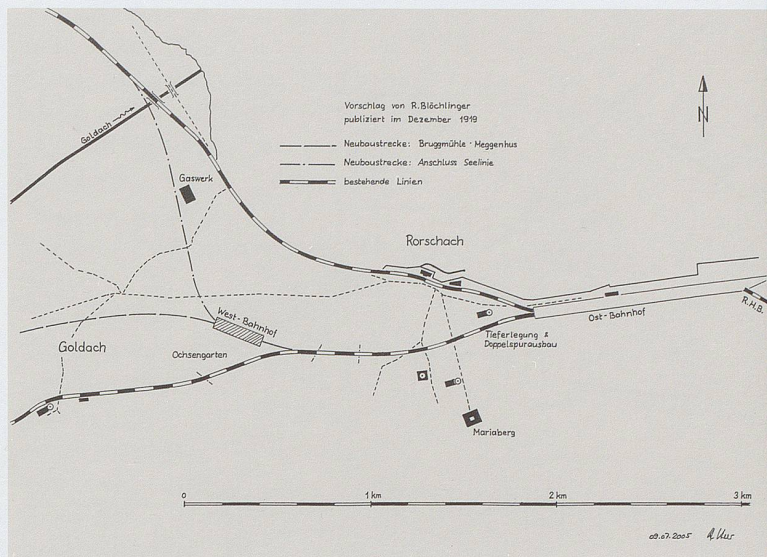 Vorschlag von R.Blöchlinger
publiziert im Dezember 1919
Neubaustrecke: Bruggmühle - Meggenhus
Neubaustrecke: Anschluss Seelinie
bestehende Linien
N
Goldach
Gaswerk
Rorschach
West-Bahnhof
Goldach
Ochsengarten
Tieferlegung &
Doppelspurausbau
Ost-Bahnhof
R.H.B.
Mariaberg
0
1 km
2 km
3 km
09.07.2005